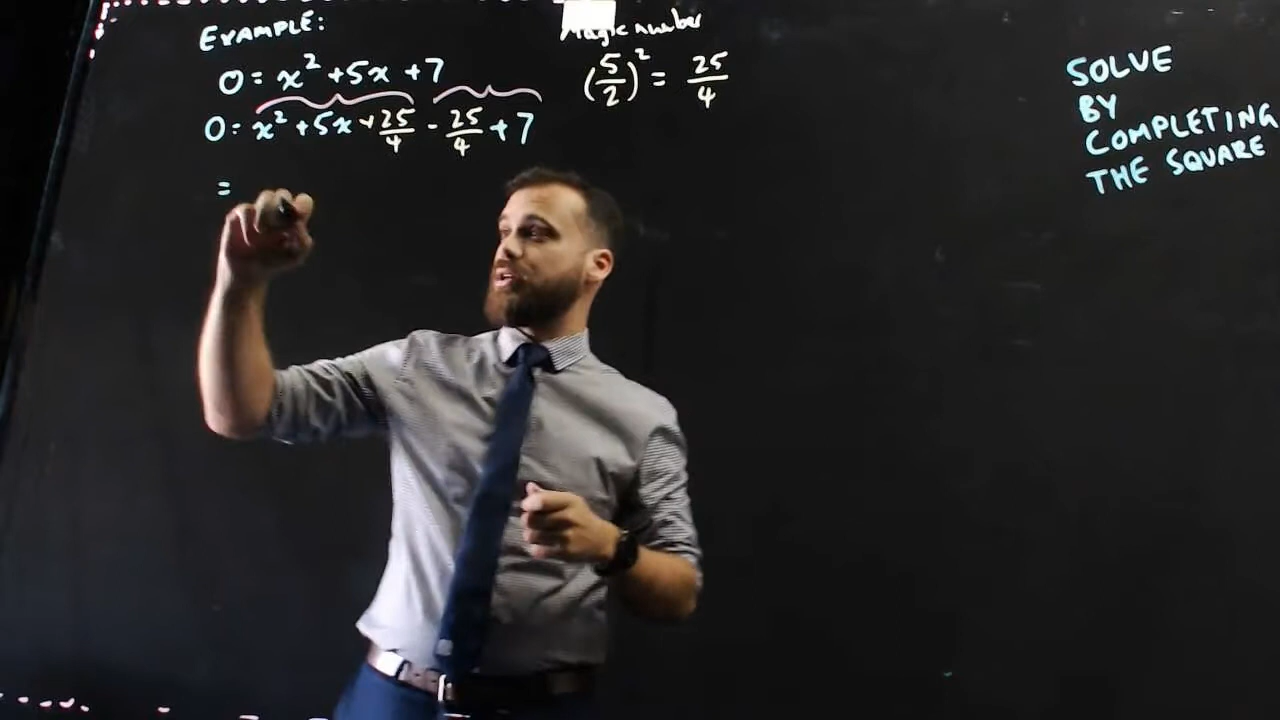 EXAMPLE:
0 = x² + 5x + 7
0 = x² + 5x + 25/4 - 25/4 + 7
=
Magic number
(5/2)² = 25/4
SOLVE
BY
COMPLETING
THE SQUARE